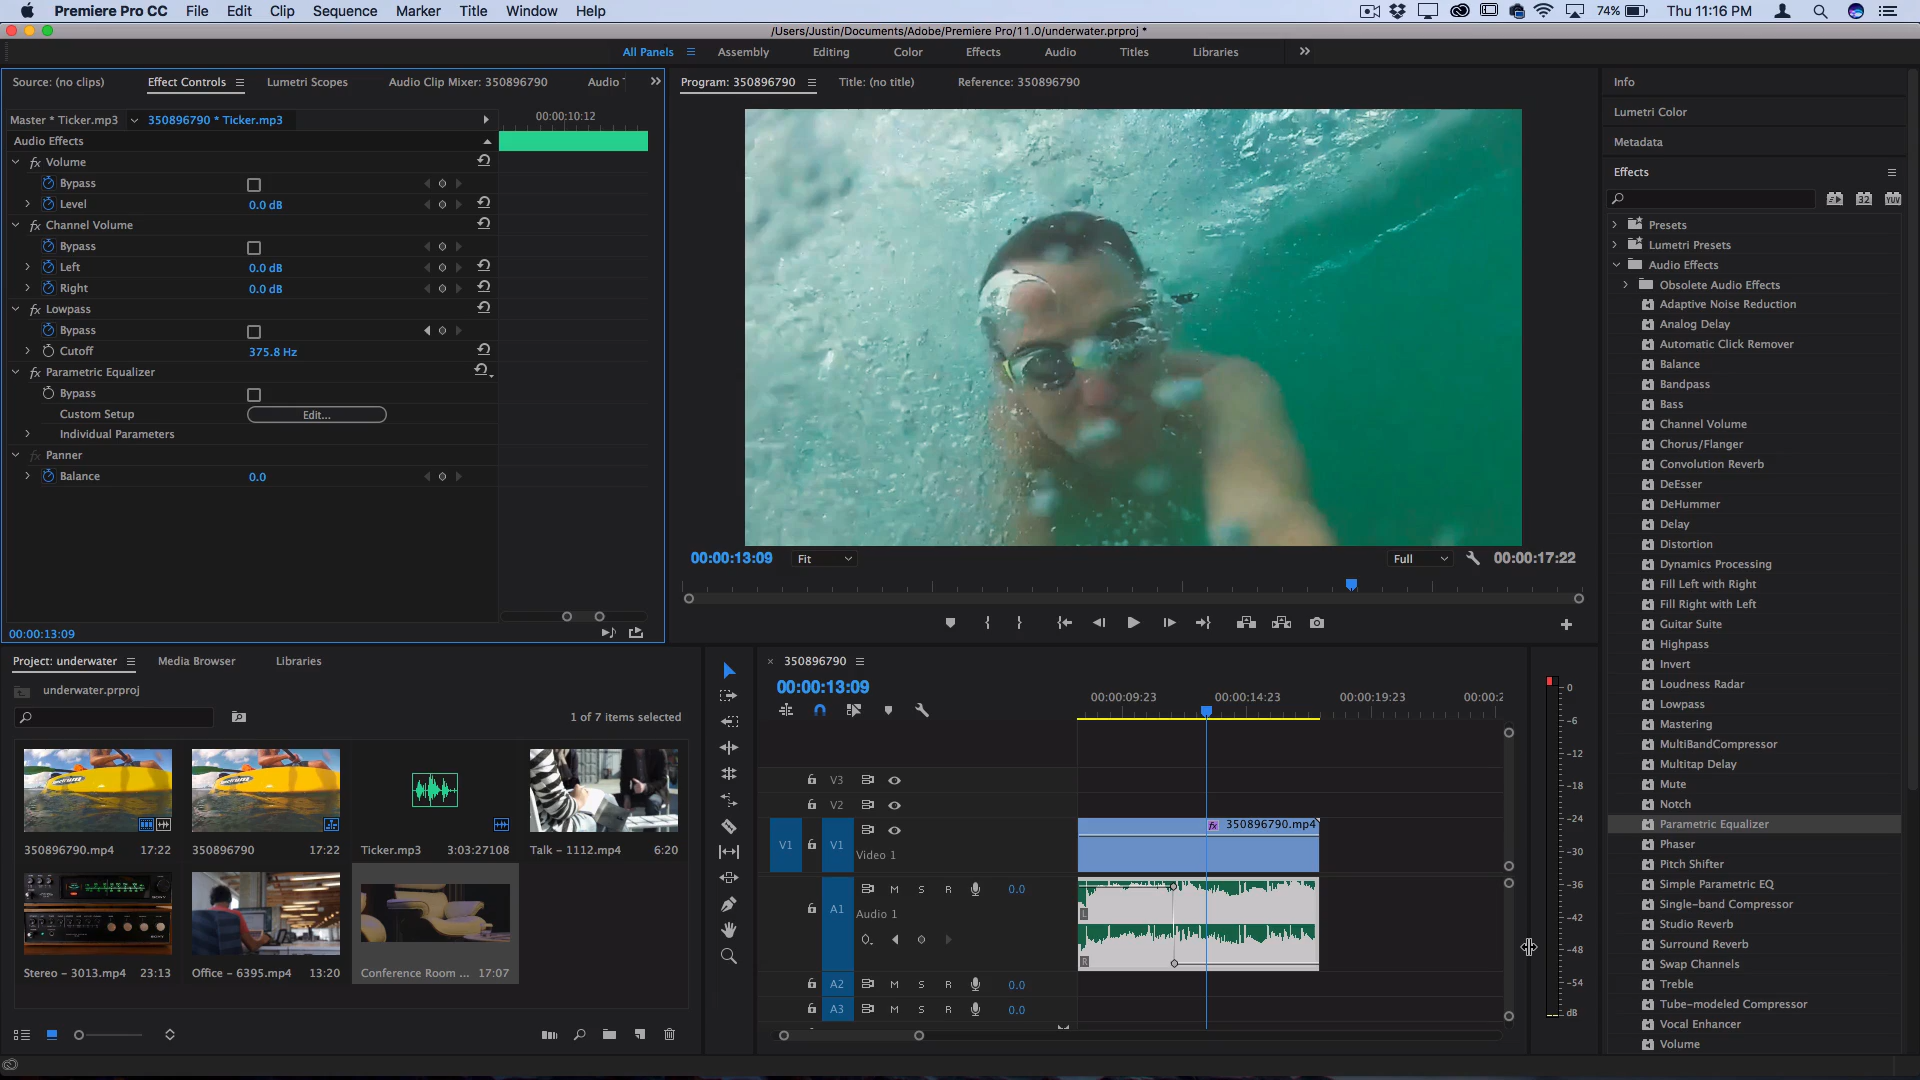 Premiere Pro CC File Edit Clip Sequence Marker Title Window Help 74% Thu 11:16 PM
/Users/Justin/Documents/Adobe/Premiere Pro/11.0/underwater.prproj *
All Panels Assembly Editing Color Effects Audio Titles Libraries
Source: (no clips) Effect Controls Lumetri Scopes Audio Clip Mixer: 350896790 Audio
Master * Ticker.mp3 350896790 * Ticker.mp3 00:00:10:12
Audio Effects
fx Volume
Bypass
Level 0.0 dB
fx Channel Volume
Bypass
Left 0.0 dB
Right 0.0 dB
fx Lowpass
Bypass
Cutoff 375.8 Hz
fx Parametric Equalizer
Bypass
Custom Setup Edit...
Individual Parameters
fx Panner
Balance 0.0
00:00:13:09
Program: 350896790 Title: (no title) Reference: 350896790
00:00:13:09 Fit Full 00:00:17:22
Info
Lumetri Color
Metadata
Effects
32 YUV
Presets
Lumetri Presets
Audio Effects
Obsolete Audio Effects
Adaptive Noise Reduction
Analog Delay
Automatic Click Remover
Balance
Bandpass
Bass
Channel Volume
Chorus/Flanger
Convolution Reverb
DeEsser
DeHummer
Delay
Distortion
Dynamics Processing
Fill Left with Right
Fill Right with Left
Guitar Suite
Highpass
Invert
Loudness Radar
Lowpass
Mastering
MultiBandCompressor
Multitap Delay
Mute
Notch
Parametric Equalizer
Phaser
Pitch Shifter
Simple Parametric EQ
Single-band Compressor
Studio Reverb
Surround Reverb
Swap Channels
Treble
Tube-modeled Compressor
Vocal Enhancer
Volume
Project: underwater Media Browser Libraries
underwater.prproj
1 of 7 items selected
350896790.mp4 17:22 350896790 17:22 Ticker.mp3 3:03:27108 Talk - 1112.mp4 6:20
Stereo - 3013.mp4 23:13 Office - 6395.mp4 13:20 Conference Room ... 17:07
350896790
00:00:13:09
00:00:09:23 00:00:14:23 00:00:19:23 00:00:2
V3
V2
V1 V1 Video 1
fx 350896790.mp4
A1 M S R 0.0
Audio 1
L
R
A2 M S R 0.0
A3 M S R 0.0
0
-6
-12
-18
-24
-30
-36
-42
-48
-54
dB